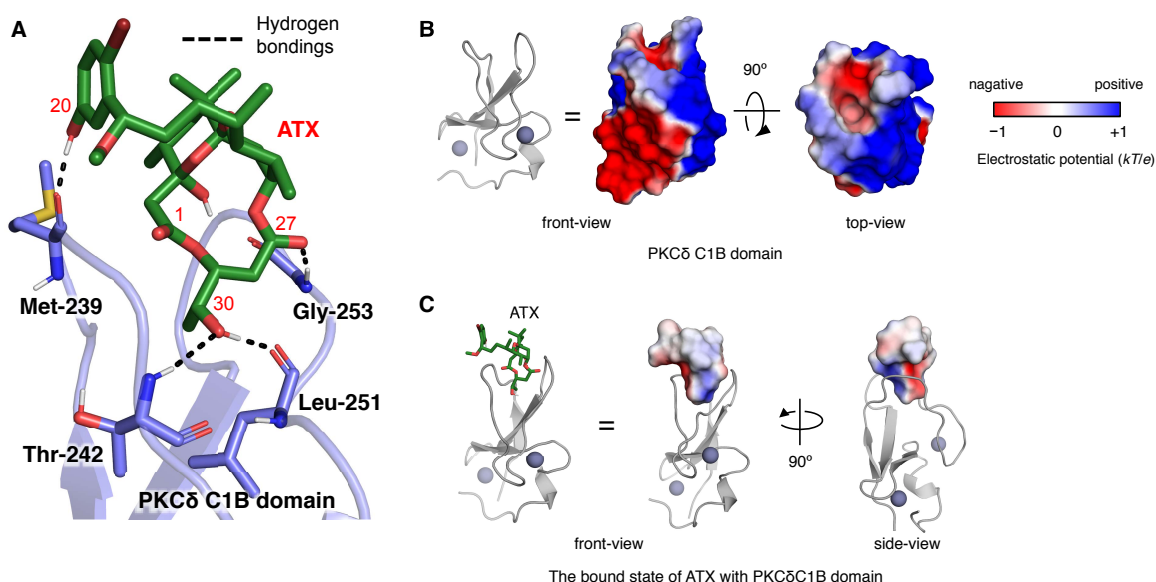 A
Hydrogen
bondings
20
ATX
1
27
Met-239
30
Gly-253
Leu-251
Thr-242
PKCδ C1B domain
B
=
90º
nagative
positive
−1
0
+1
Electrostatic potential (kT/e)
front-view
top-view
PKCδ C1B domain
C
ATX
=
90º
front-view
side-view
The bound state of ATX with PKCδC1B domain